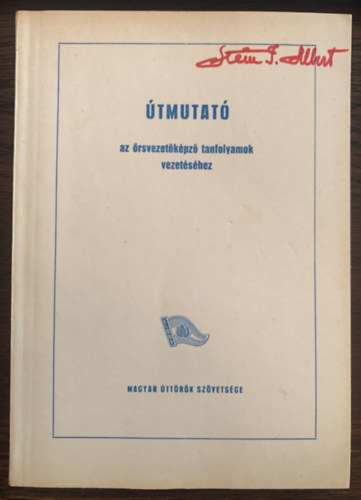 Stein F. Albert
ÚTMUTATÓ
az őrsvezetőképző tanfolyamok
vezetéséhez
MAGYAR ÚTTÖRŐK SZÖVETSÉGE